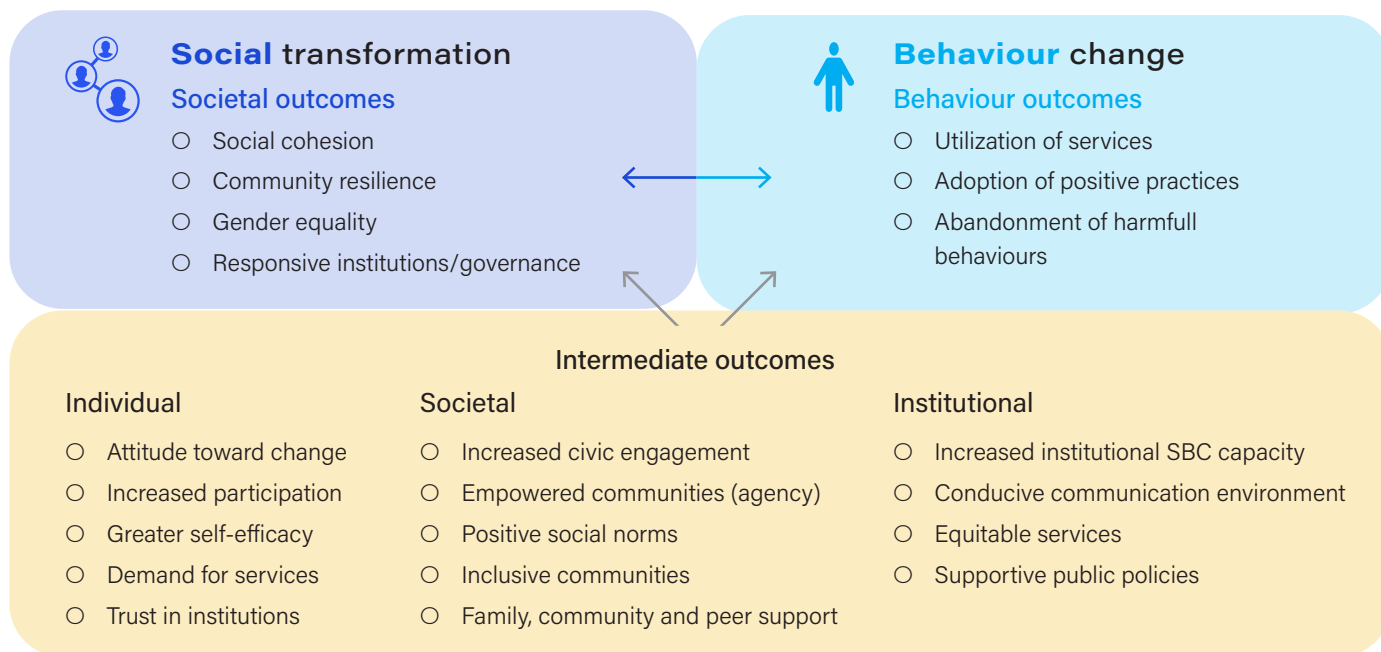 Social transformation
Societal outcomes
Social cohesion
Community resilience
Gender equality
Responsive institutions/governance
Behaviour change
Behaviour outcomes
Utilization of services
Adoption of positive practices
Abandonment of harmfull
behaviours
Intermediate outcomes
Individual
Attitude toward change
Increased participation
Greater self-efficacy
Demand for services
Trust in institutions
Societal
Increased civic engagement
Empowered communities (agency)
Positive social norms
Inclusive communities
Family, community and peer support
Institutional
Increased institutional SBC capacity
Conducive communication environment
Equitable services
Supportive public policies